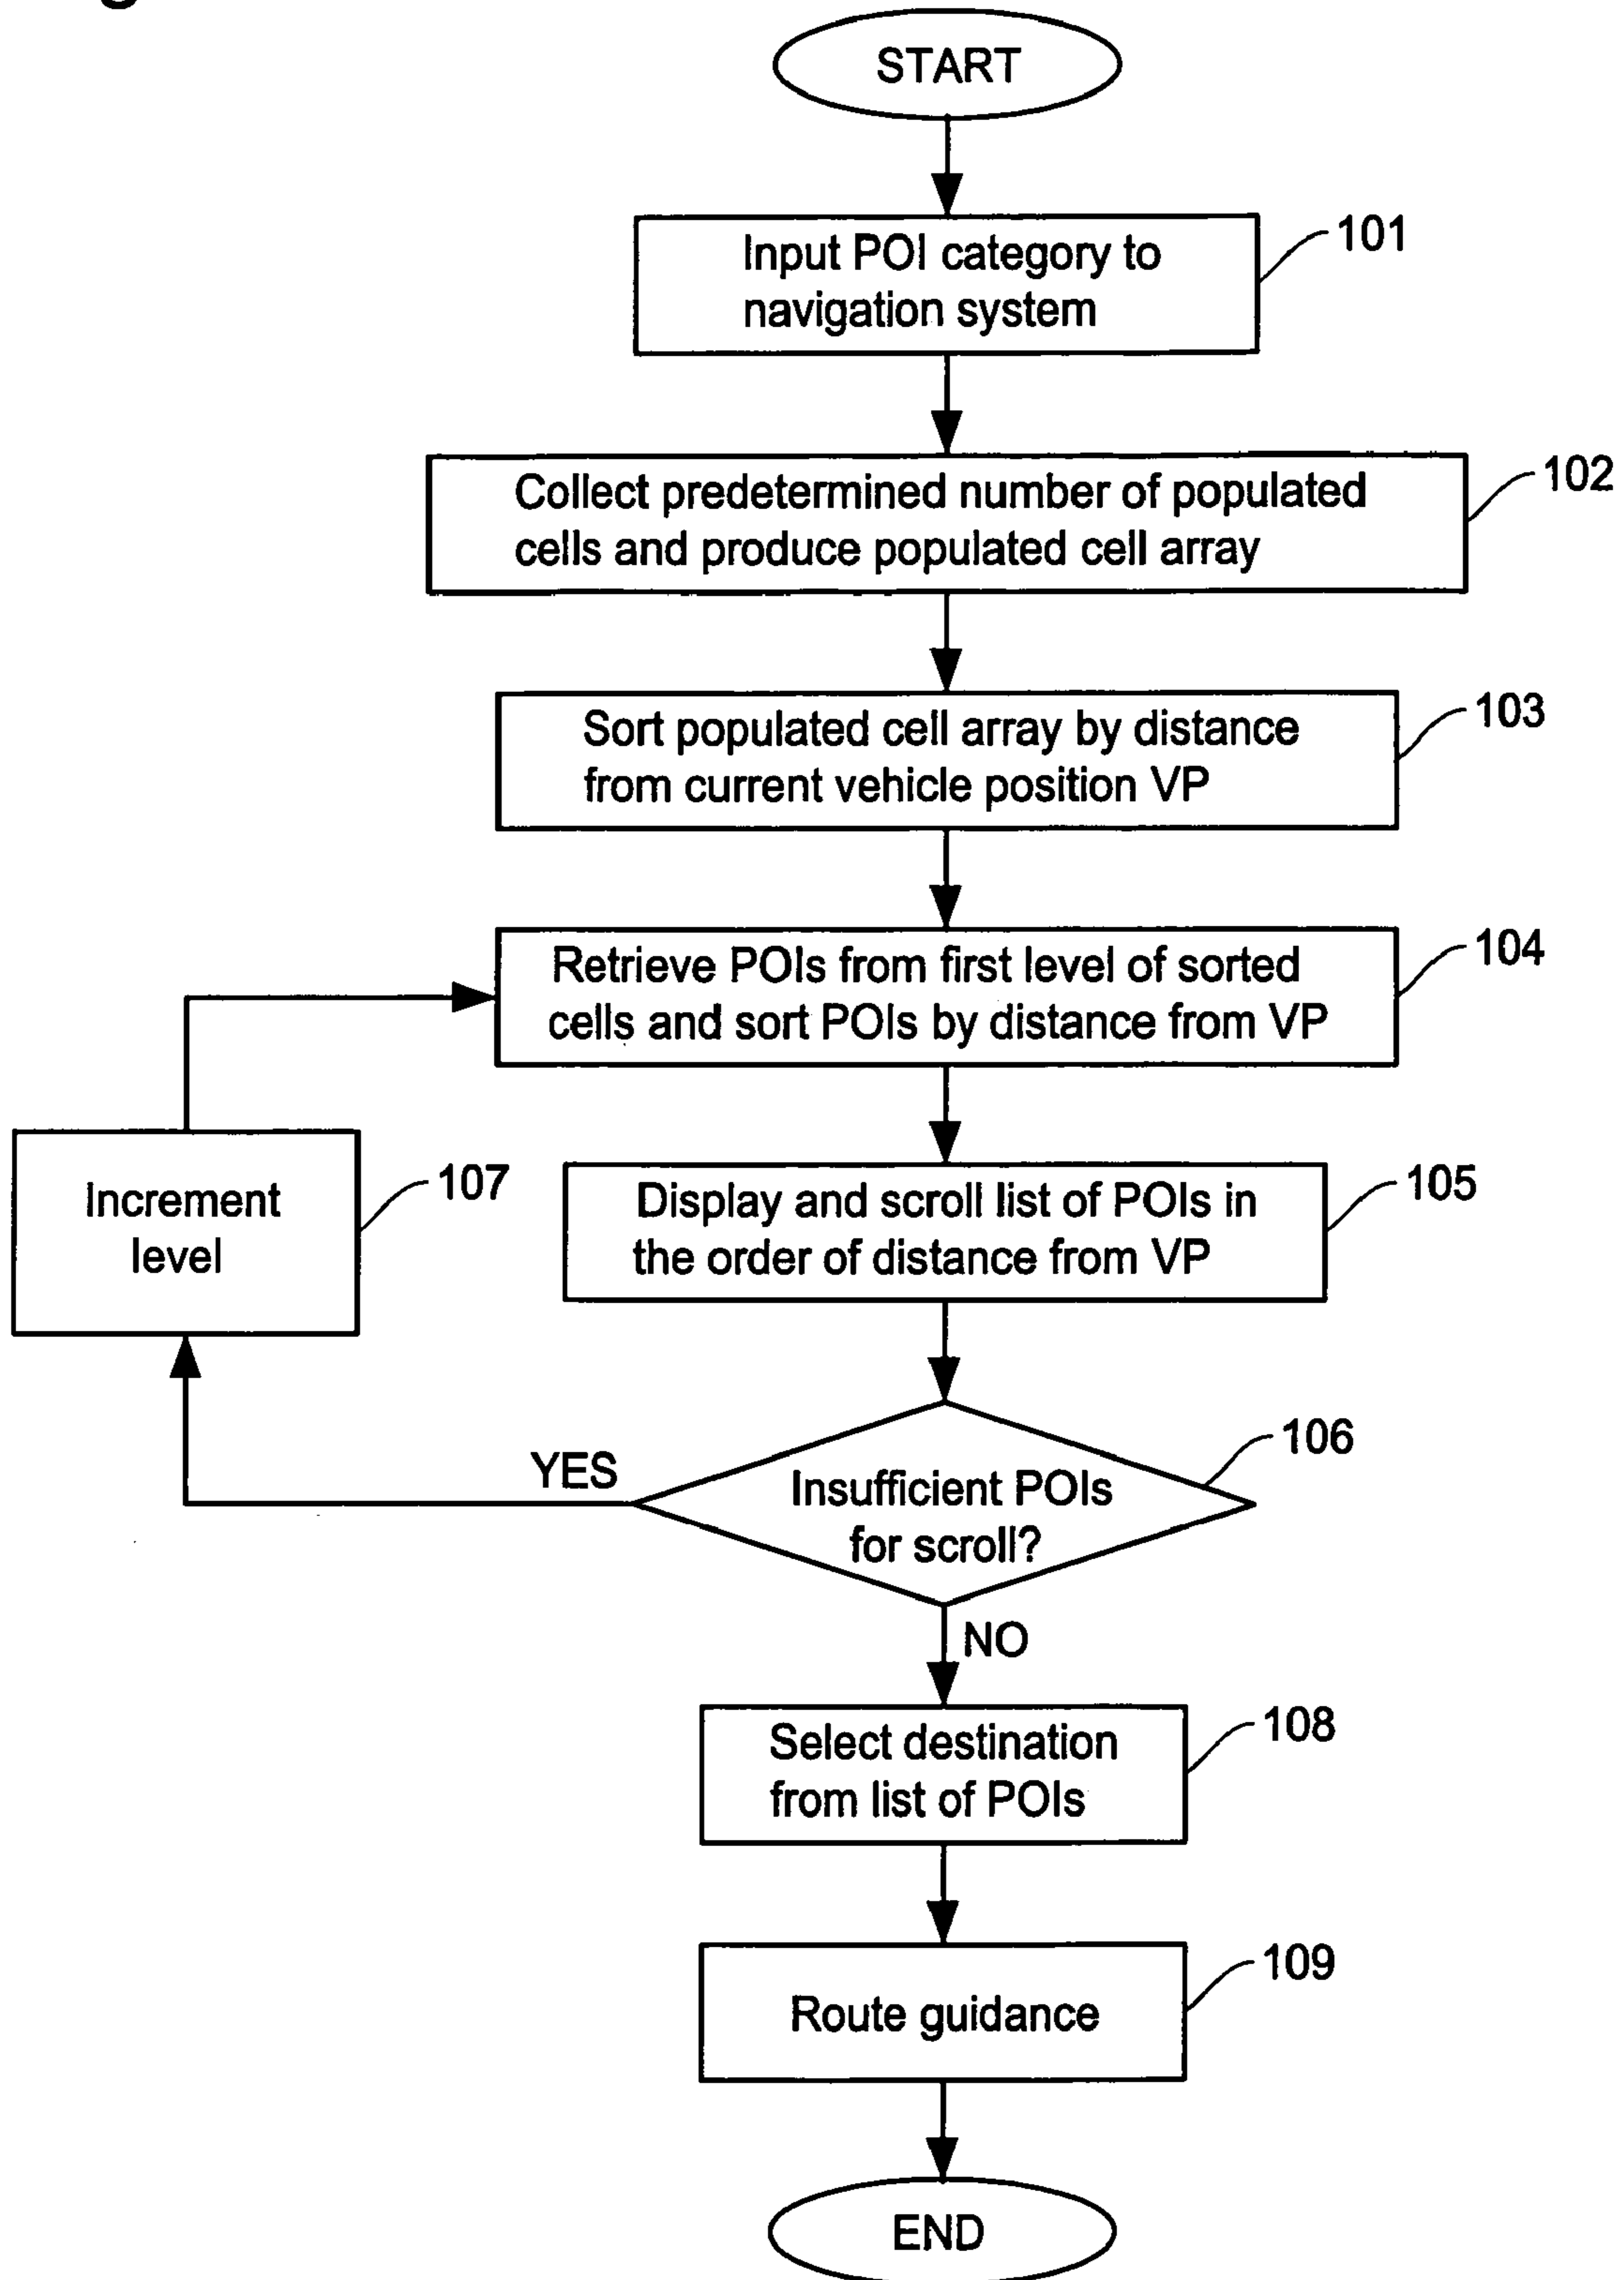 START
Input POI category to
navigation system
101
Collect predetermined number of populated
cells and produce populated cell array
102
Sort populated cell array by distance
from current vehicle position VP
103
Retrieve POIs from first level of sorted
cells and sort POIs by distance from VP
104
Increment
level
107
Display and scroll list of POIs in
the order of distance from VP
105
Insufficient POIs
for scroll?
106
YES
NO
Select destination
from list of POIs
108
Route guidance
109
END